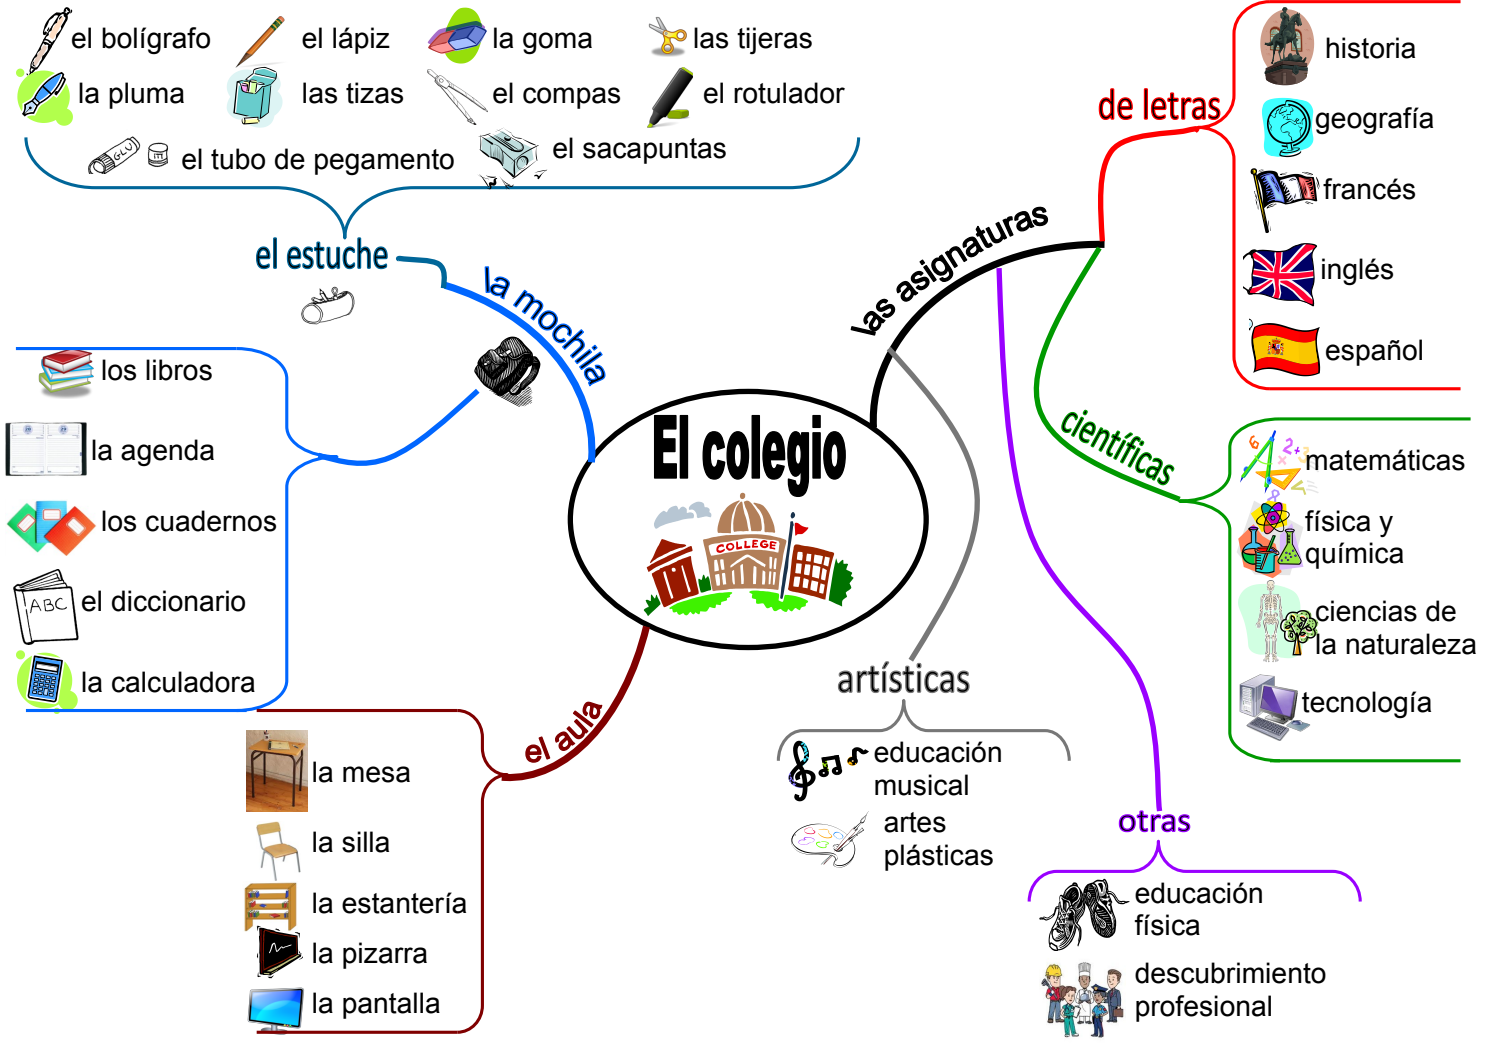 el bolígrafo
el lápiz
la goma
las tijeras
la pluma
las tizas
el compas
el rotulador
GLU
el tubo de pegamento
el sacapuntas
el estuche
la mochila
los libros
la agenda
los cuadernos
ABC
el diccionario
la calculadora
El colegio
COLLEGE
el aula
la mesa
la silla
la estantería
la pizarra
la pantalla
las asignaturas
de letras
historia
geografía
francés
inglés
español
científicas
matemáticas
física y
química
ciencias de
la naturaleza
tecnología
artísticas
educación
musical
artes
plásticas
otras
educación
física
descubrimiento
profesional